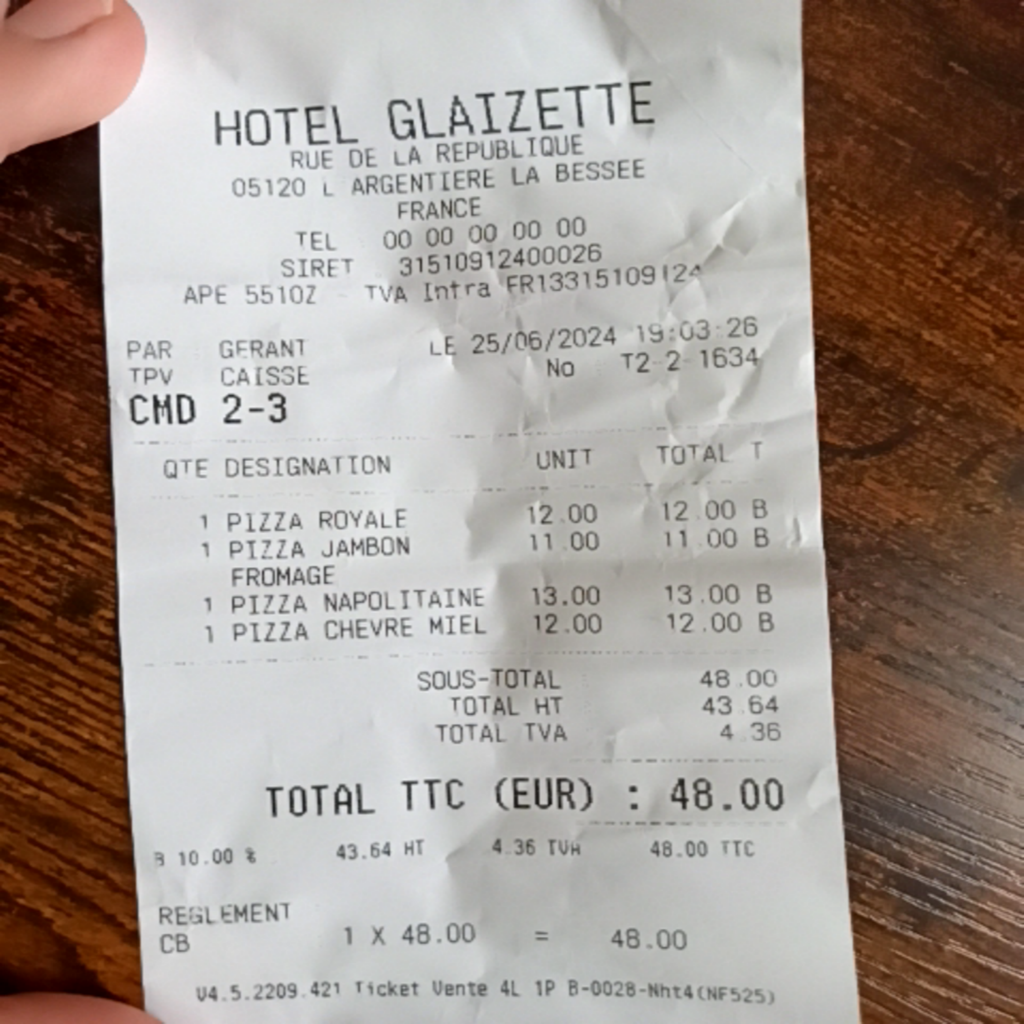 HOTEL GLAIZETTE
RUE DE LA REPUBLIQUE
05120 L ARGENTIERE LA BESSEE
FRANCE
TEL 00 00 00 00 00
SIRET 31510912400026
APE 5510Z - TVA Intra FR13315109124
PAR GERANT LE 25/06/2024 19:03:26
TPV CAISSE No T2-2-1634
CMD 2-3
QTE DESIGNATION UNIT TOTAL T
1 PIZZA ROYALE 12.00 12.00 B
1 PIZZA JAMBON 11.00 11.00 B
FROMAGE
1 PIZZA NAPOLITAINE 13.00 13.00 B
1 PIZZA CHEVRE MIEL 12.00 12.00 B
SOUS-TOTAL 48.00
TOTAL HT 43.64
TOTAL TVA 4.36
TOTAL TTC (EUR) : 48.00
B 10.00 % 43.64 HT 4.36 TVA 48.00 TTC
REGLEMENT
CB 1 X 48.00 = 48.00
V4.5.2209.421 Ticket Vente 4L 1P B-0028-Nht4(NF525)